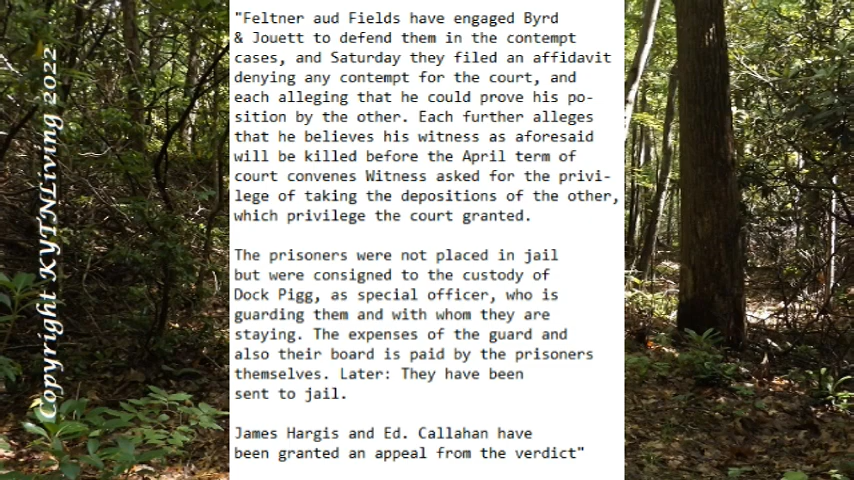 Copyright KYTNLiving 2022
"Feltner aud Fields have engaged Byrd
& Jouett to defend them in the contempt
cases, and Saturday they filed an affidavit
denying any contempt for the court, and
each alleging that he could prove his po-
sition by the other. Each further alleges
that he believes his witness as aforesaid
will be killed before the April term of
court convenes Witness asked for the privi-
lege of taking the depositions of the other,
which privilege the court granted.
The prisoners were not placed in jail
but were consigned to the custody of
Dock Pigg, as special officer, who is
guarding them and with whom they are
staying. The expenses of the guard and
also their board is paid by the prisoners
themselves. Later: They have been
sent to jail.
James Hargis and Ed. Callahan have
been granted an appeal from the verdict"